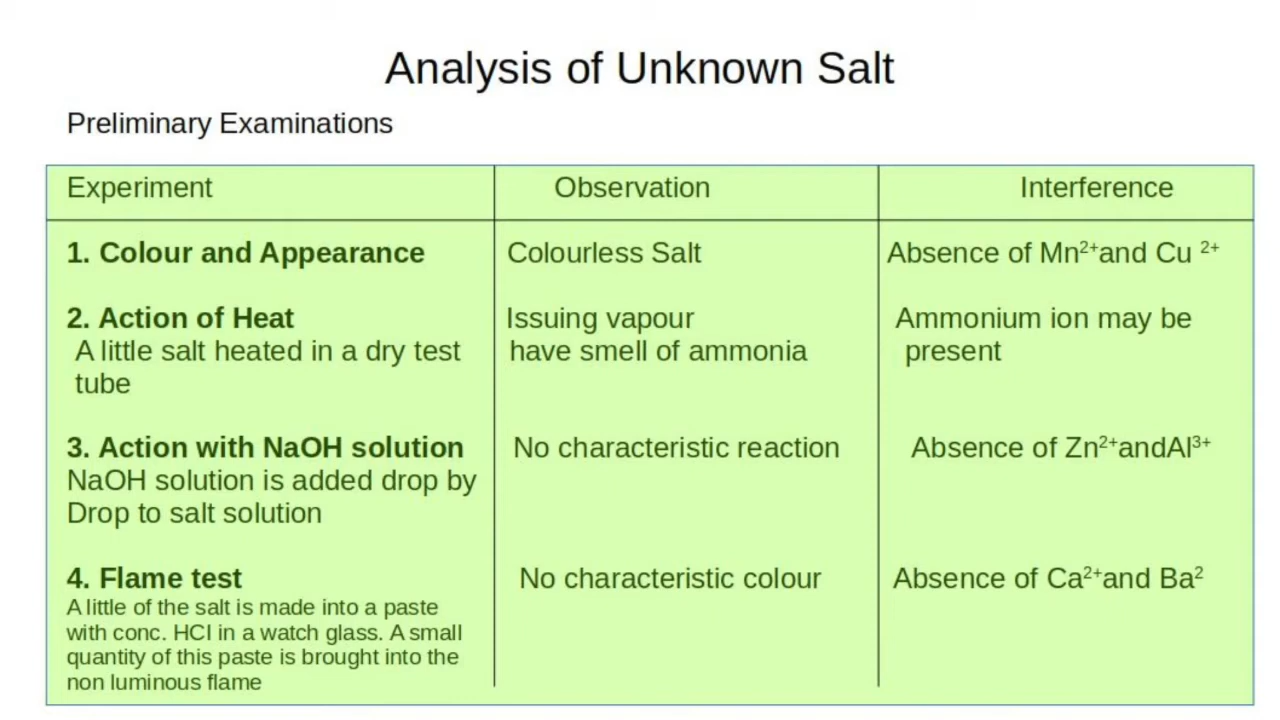 Analysis of Unknown Salt
Preliminary Examinations
Experiment Observation Interference
1. Colour and Appearance Colourless Salt Absence of Mn²⁺and Cu ²⁺
2. Action of Heat Issuing vapour Ammonium ion may be
A little salt heated in a dry test have smell of ammonia present
tube
3. Action with NaOH solution No characteristic reaction Absence of Zn²⁺andAl³⁺
NaOH solution is added drop by
Drop to salt solution
4. Flame test No characteristic colour Absence of Ca²⁺and Ba²
A little of the salt is made into a paste
with conc. HCl in a watch glass. A small
quantity of this paste is brought into the
non luminous flame